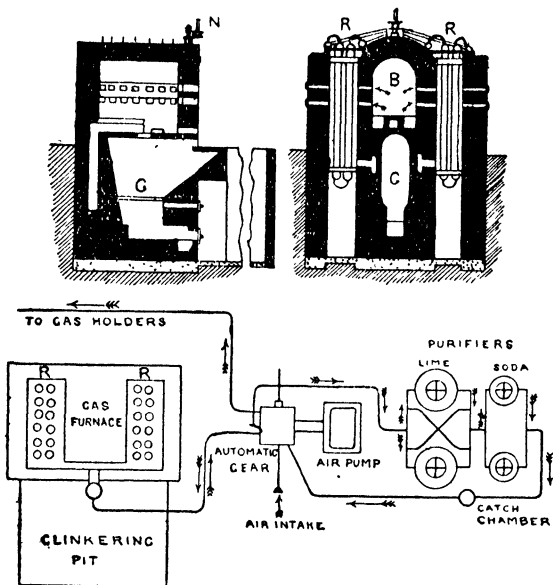 N
G
R
A
R
B
G
TO GAS HOLDERS
R
R
GAS
FURNACE
CLINKERING
PIT
AUTOMATIC
GEAR
AIR PUMP
AIR INTAKE
PURIFIERS
LIME
SODA
CATCH
CHAMBER